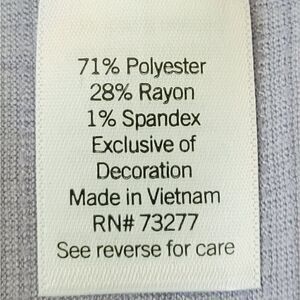 71% Polyester
28% Rayon
1% Spandex
Exclusive of
Decoration
Made in Vietnam
RN# 73277
See reverse for care